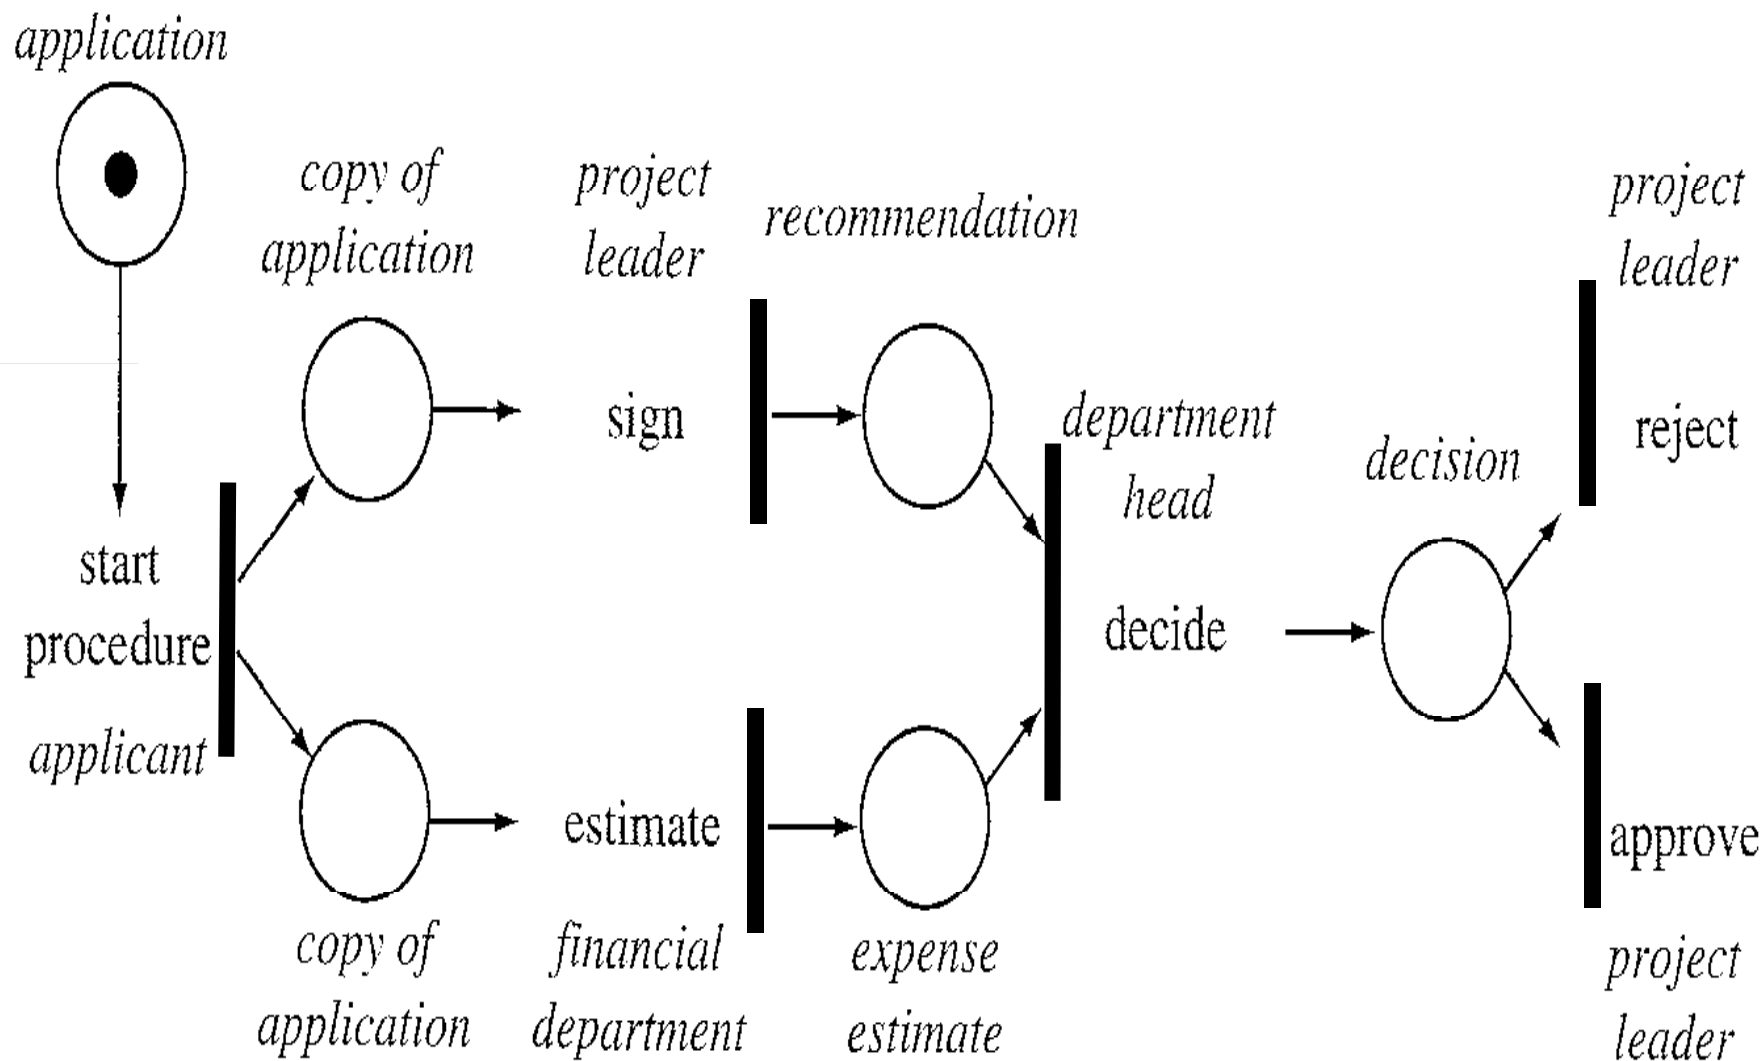 application
copy of
application
project
leader
recommendation
project
leader
sign
department
head
decision
reject
start
procedure
applicant
decide
estimate
approve
copy of
application
financial
department
expense
estimate
project
leader